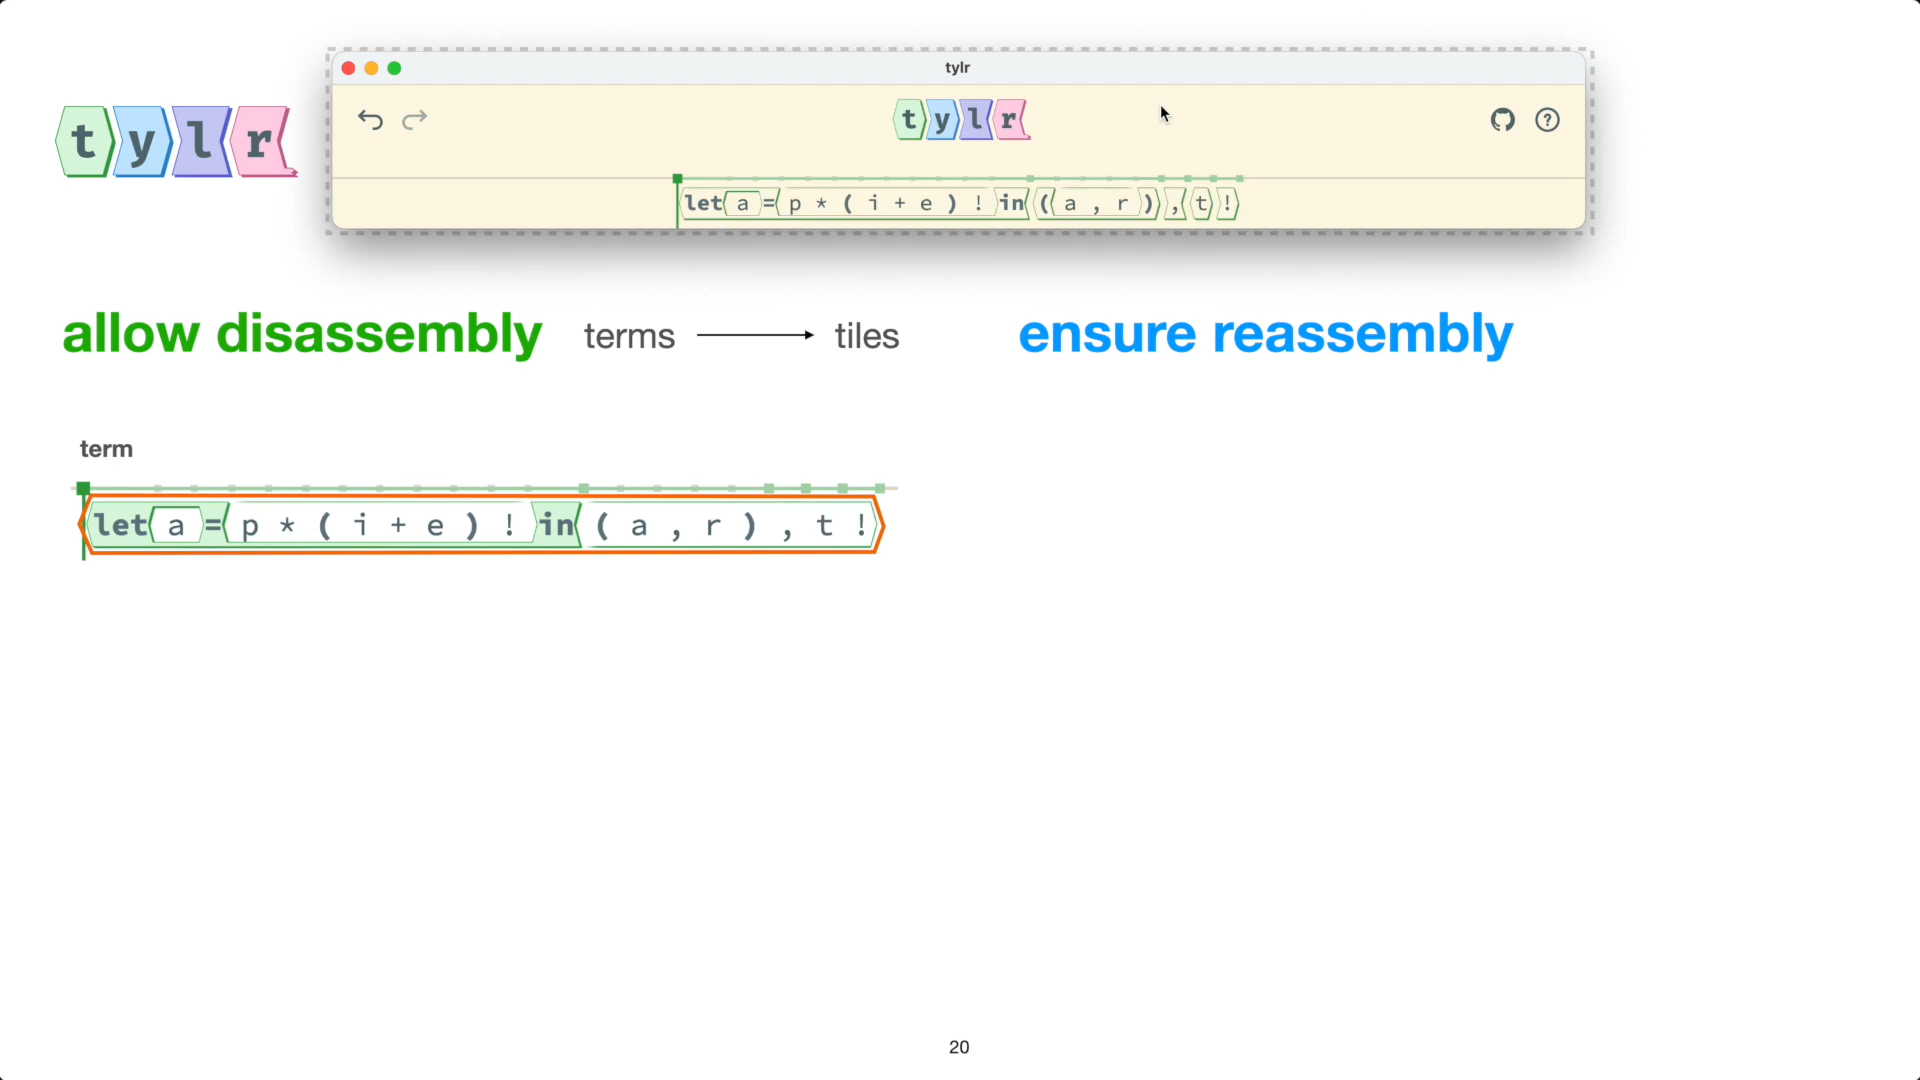 tylr
tylr
tylr
let a = p * ( i + e ) ! in ( ( a , r ) ) , t !
allow disassembly terms tiles ensure reassembly
term
let a = p * ( i + e ) ! in ( a , r ) , t !
20